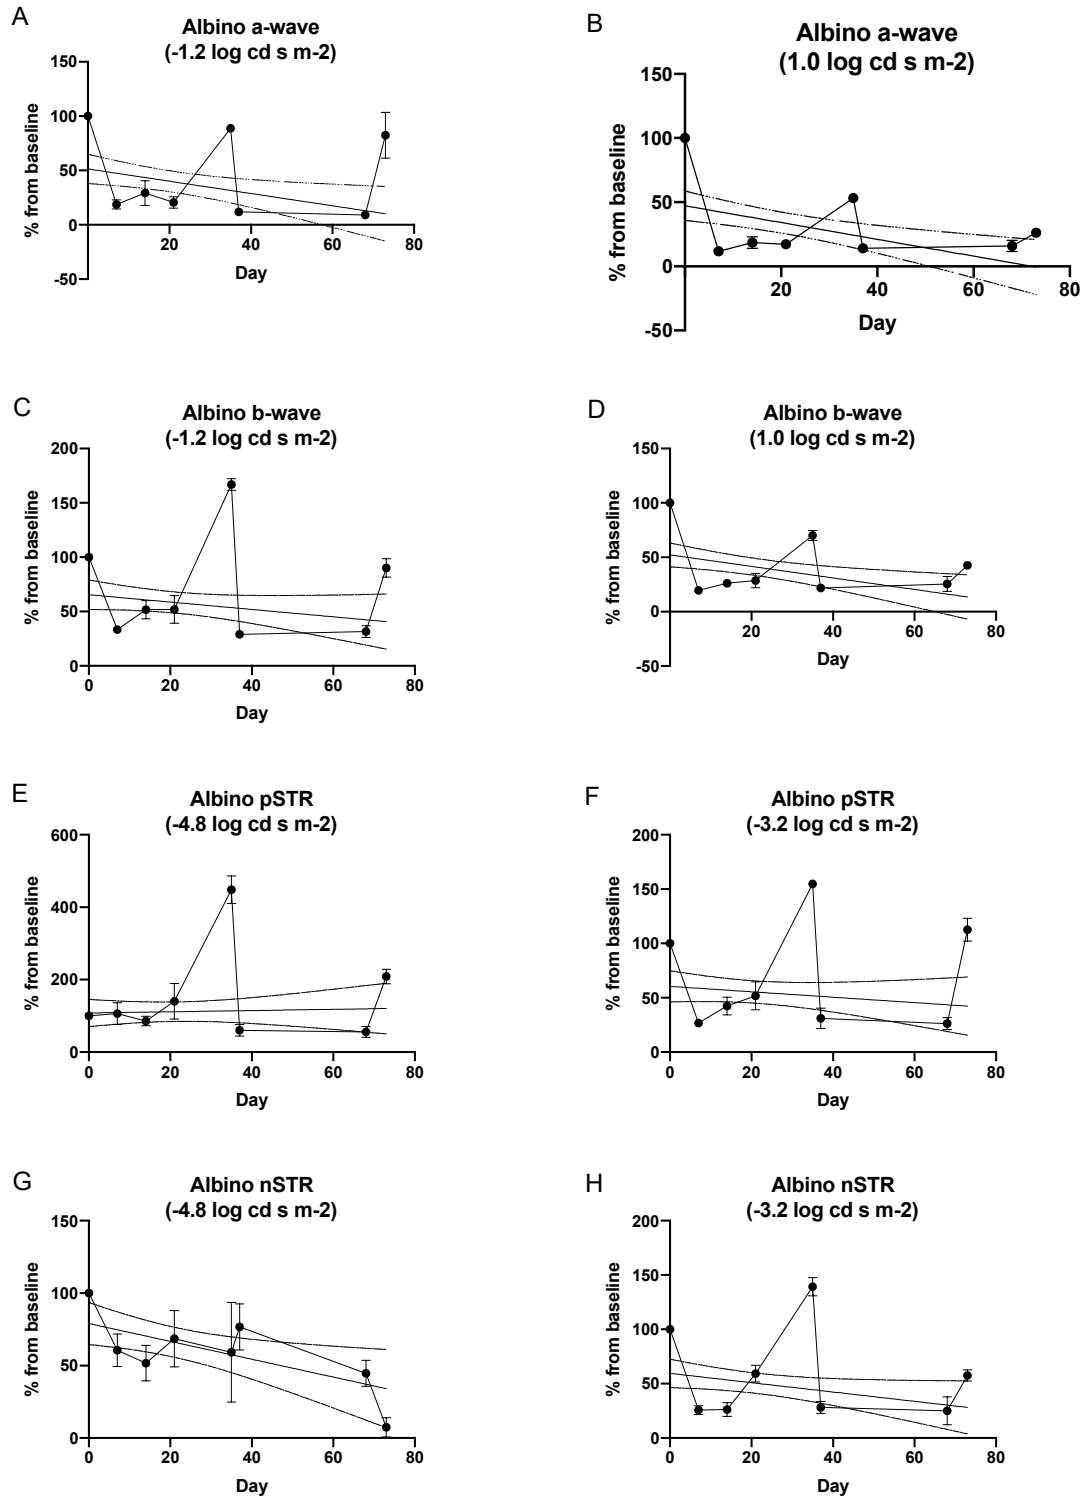 A
Albino a-wave
(-1.2 log cd s m-2)
150
100
50
0
-50
20
40
60
80
% from baseline
Day
B
Albino a-wave
(1.0 log cd s m-2)
150
100
50
0
-50
20
40
60
80
% from baseline
Day
C
Albino b-wave
(-1.2 log cd s m-2)
200
150
100
50
0
0
20
40
60
80
% from baseline
Day
D
Albino b-wave
(1.0 log cd s m-2)
150
100
50
0
-50
20
40
60
80
% from baseline
Day
E
Albino pSTR
(-4.8 log cd s m-2)
600
400
200
0
0
20
40
60
80
% from baseline
Day
F
Albino pSTR
(-3.2 log cd s m-2)
200
150
100
50
0
0
20
40
60
80
% from baseline
Day
G
Albino nSTR
(-4.8 log cd s m-2)
150
100
50
0
0
20
40
60
80
% from baseline
Day
H
Albino nSTR
(-3.2 log cd s m-2)
200
150
100
50
0
0
20
40
60
80
% from baseline
Day